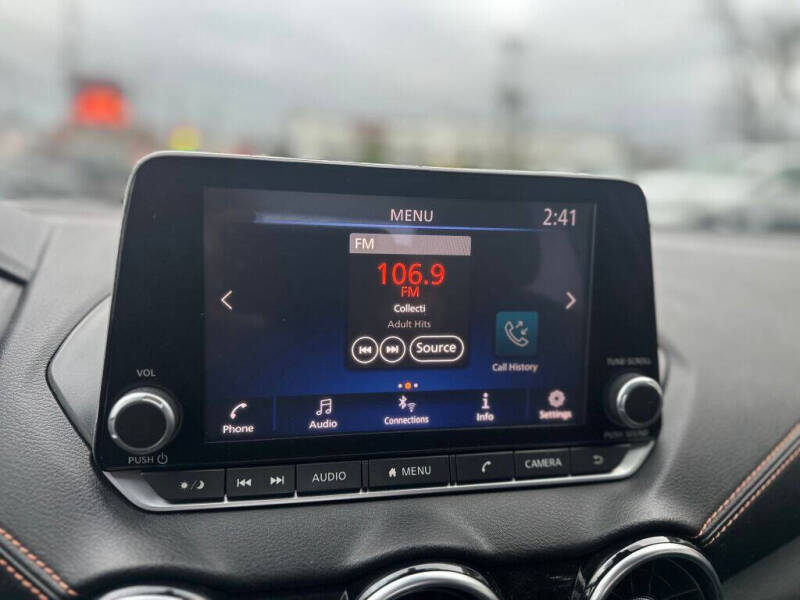 MENU 2:41
FM
106.9
FM
Collecti
Adult Hits
Source
Call History
Phone Audio Connections Info Settings
VOL
PUSH
TUNE·SCROLL
PUSH·SOUND
AUDIO MENU CAMERA